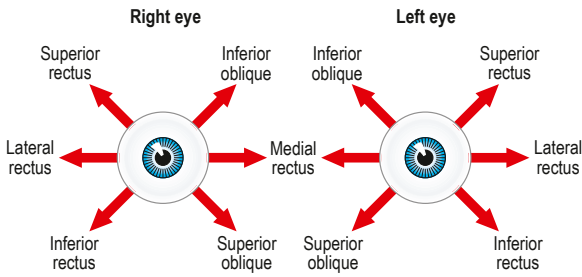 Right eye
Left eye
Superior
rectus
Inferior
oblique
Inferior
oblique
Superior
rectus
Lateral
rectus
Medial
rectus
Lateral
rectus
Inferior
rectus
Superior
oblique
Superior
oblique
Inferior
rectus